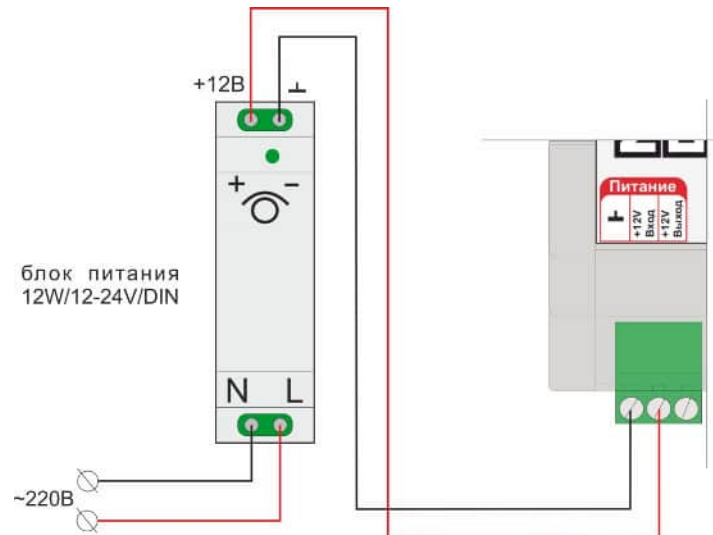 +12В
Питание
+12V
Вход
+12V
Выход
+ -
блок питания
12W/12-24V/DIN
N L
~220В